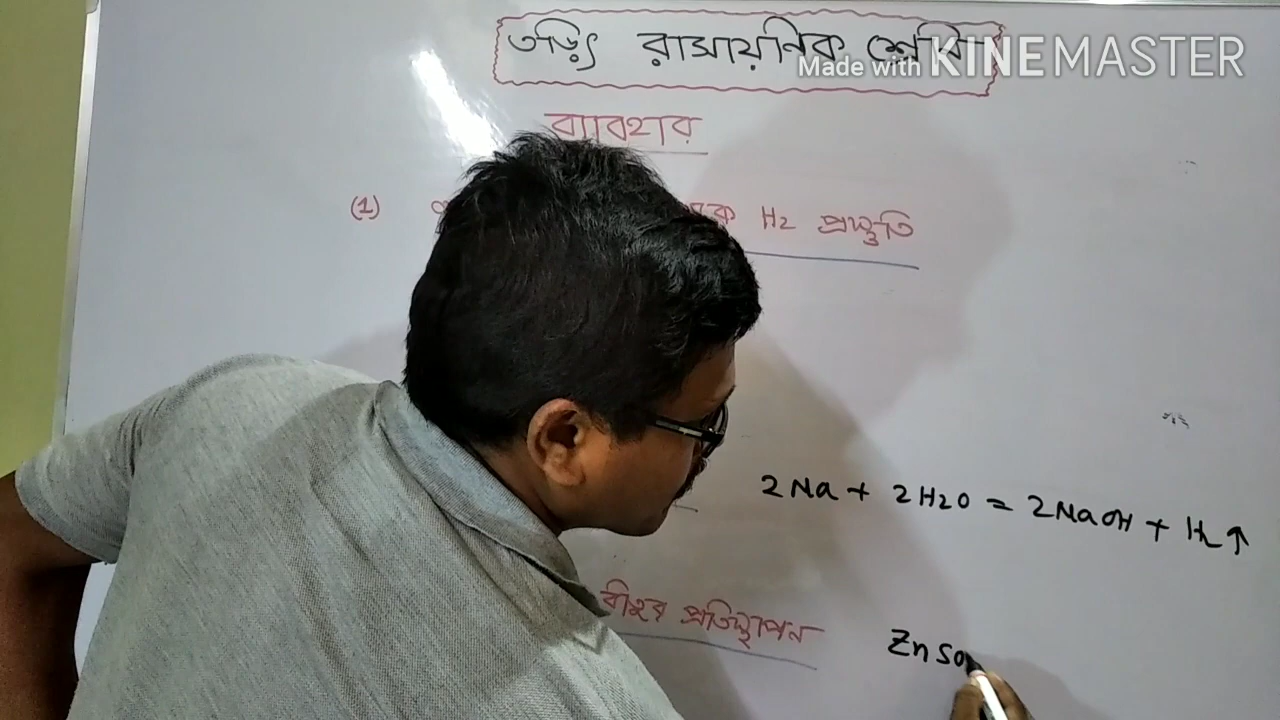 তড়িৎ রাসায়নিক শ্রেণি
Made with KINEMASTER
ব্যাবহার
(1) H2 প্রস্তুতি
2Na + 2H2O = 2NaOH + H2↑
প্রতিস্থাপন
ZnSO